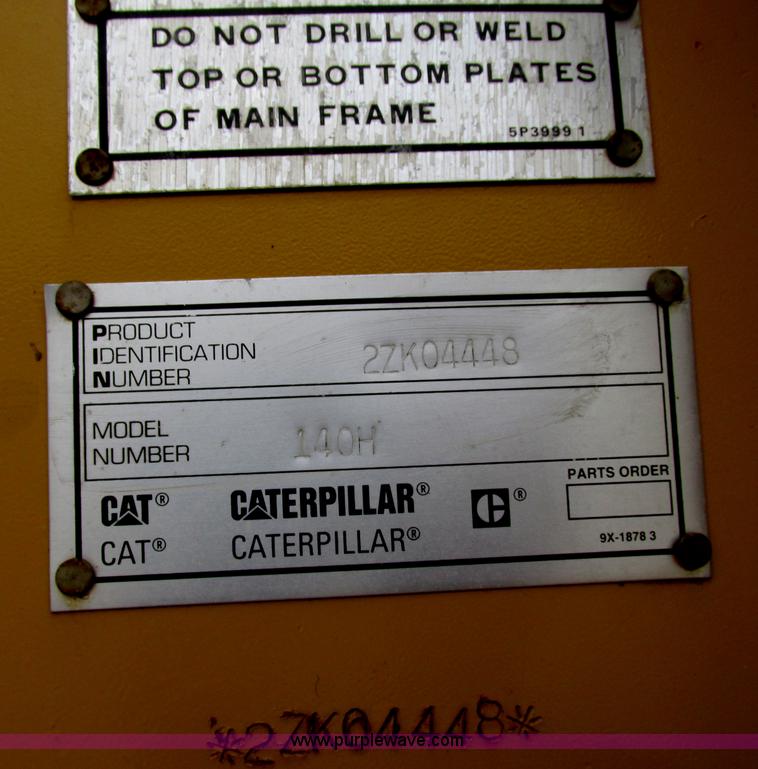 DO NOT DRILL OR WELD
TOP OR BOTTOM PLATES
OF MAIN FRAME
5P3999 1
PRODUCT
IDENTIFICATION
NUMBER
2ZK04448
MODEL
NUMBER
140H
PARTS ORDER
CAT® CATERPILLAR® C®
CAT® CATERPILLAR®
9X-1878 3
*2ZK04448*
www.purplewave.com